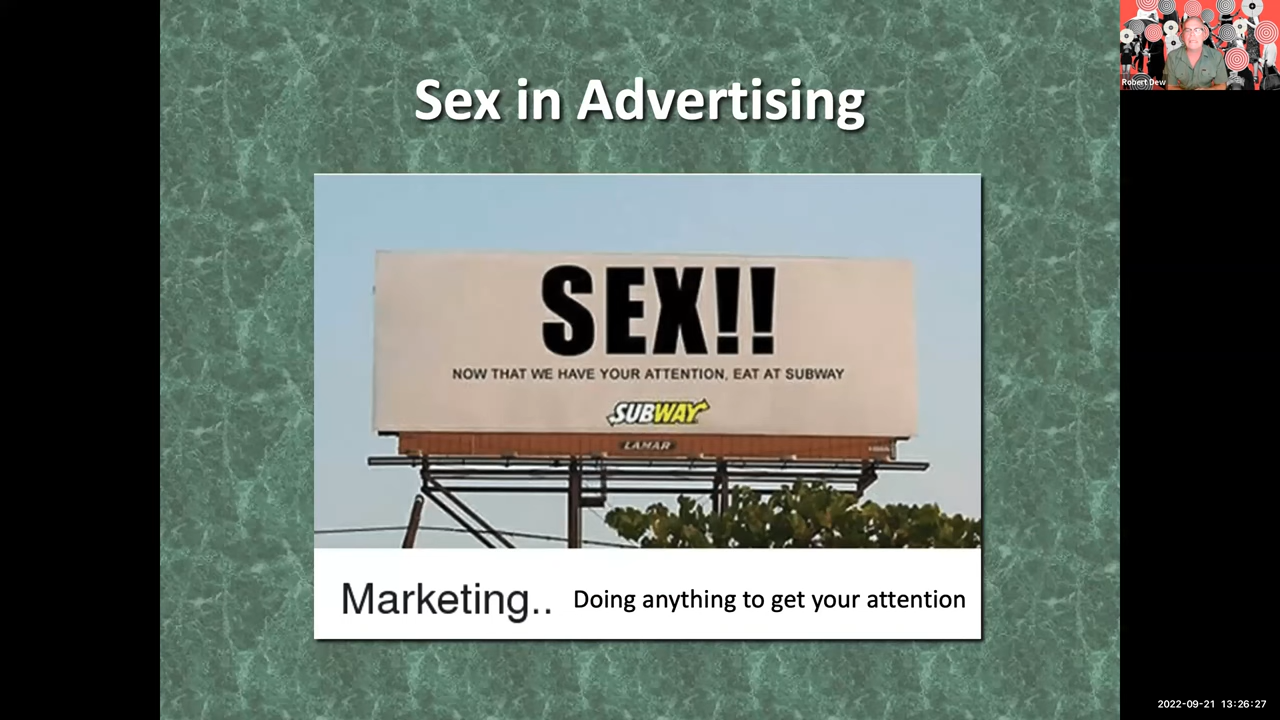 Sex in Advertising
SEX!!
NOW THAT WE HAVE YOUR ATTENTION, EAT AT SUBWAY
SUBWAY
LAMAR
Marketing.. Doing anything to get your attention
Robert Dew
2022-09-21 13:26:27